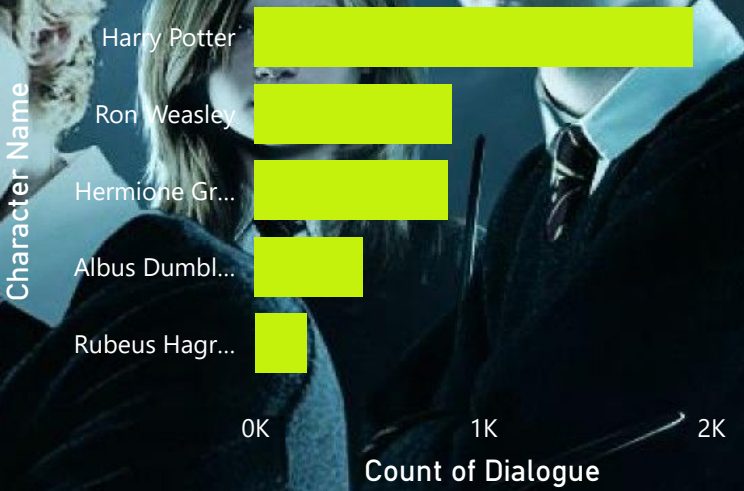 Character Name
Harry Potter
Ron Weasley
Hermione Gr...
Albus Dumbl...
Rubeus Hagr...
0K 1K 2K
Count of Dialogue